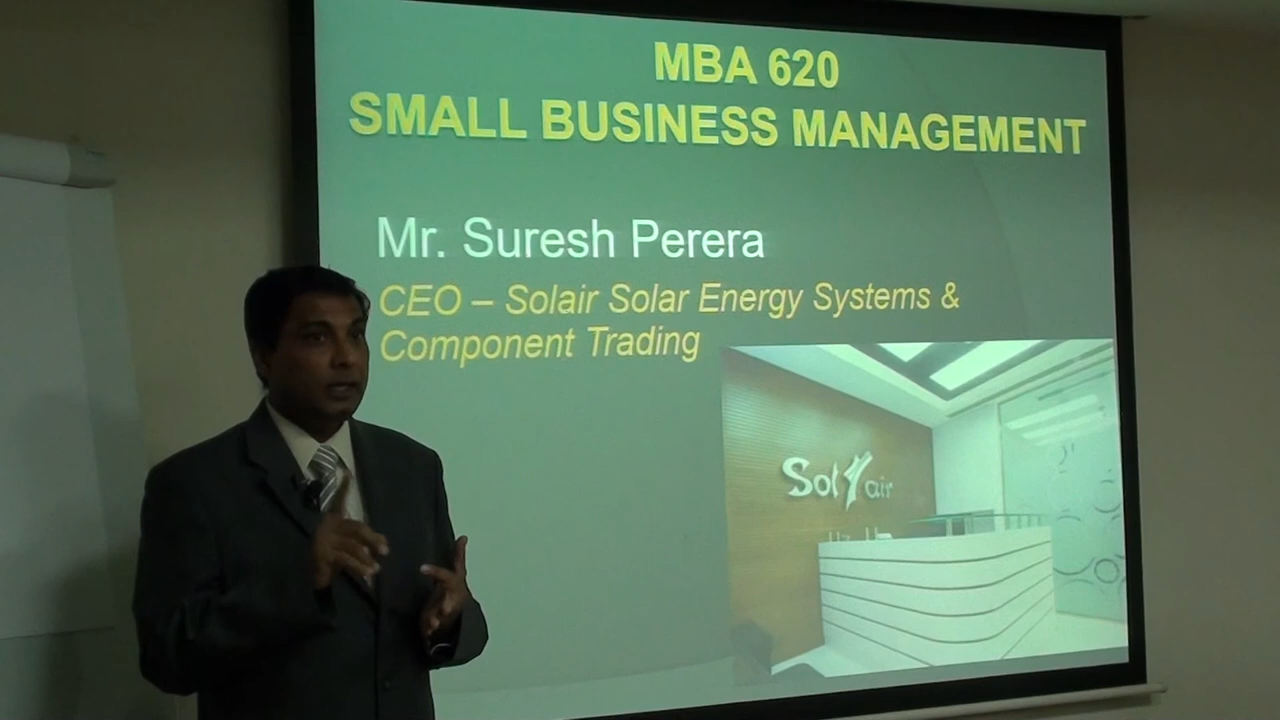 MBA 620
SMALL BUSINESS MANAGEMENT
Mr. Suresh Perera
CEO – Solair Solar Energy Systems &
Component Trading
Sol air